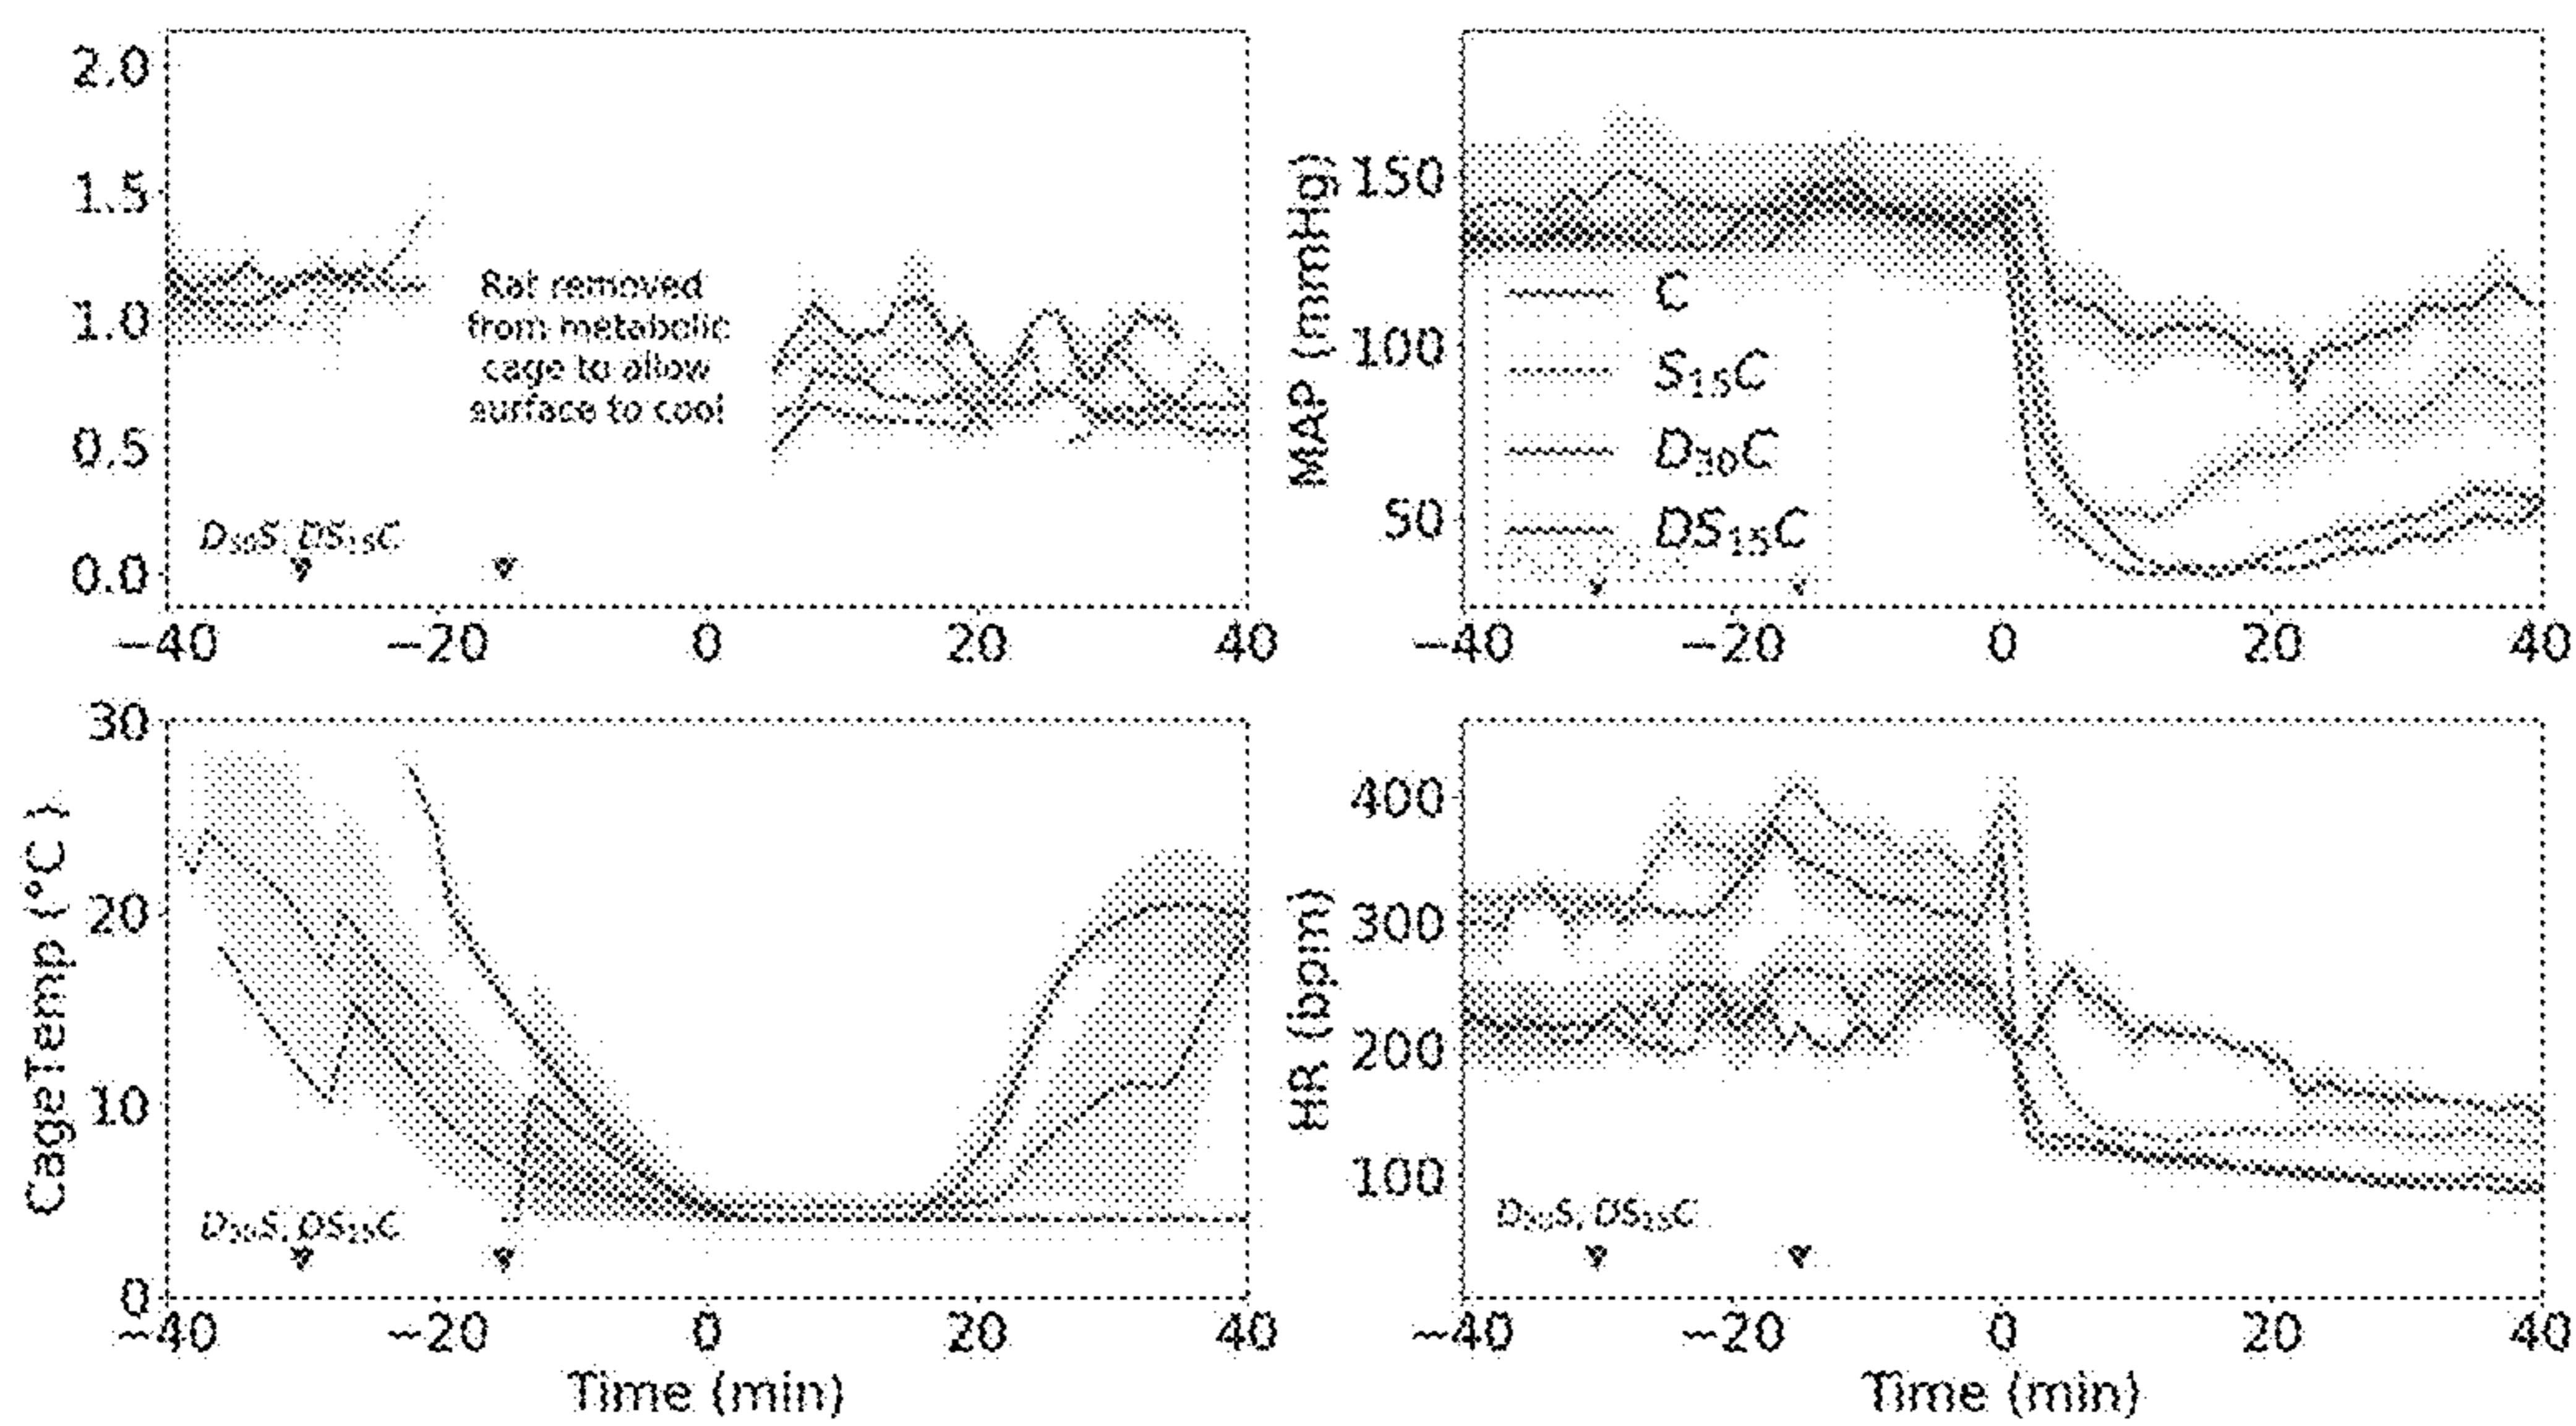 2.0
1.5
1.0
0.5
0.0
Rat removed
from metabolic
cage to allow
surface to cool
D₃₀S, DS₁₅C
−40 −20 0 20 40
MAP (mmHg)
150
100
50
C
S₁₅C
D₃₀C
DS₁₅C
−40 −20 0 20 40
CageTemp (°C )
30
20
10
0
D₃₀S, DS₁₅C
−40 −20 0 20 40
Time (min)
HR (bpm)
400
300
200
100
D₃₀S, DS₁₅C
−40 −20 0 20 40
Time (min)